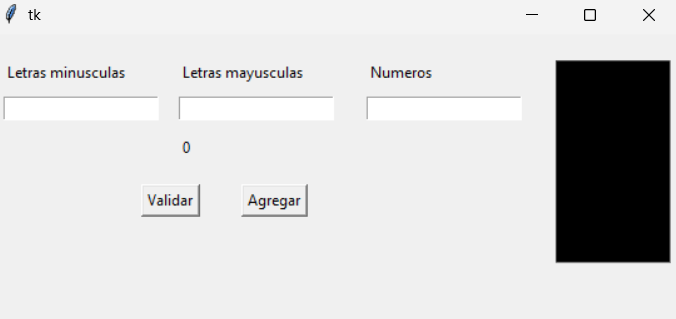 tk
Letras minusculas Letras mayusculas Numeros
0
Validar Agregar